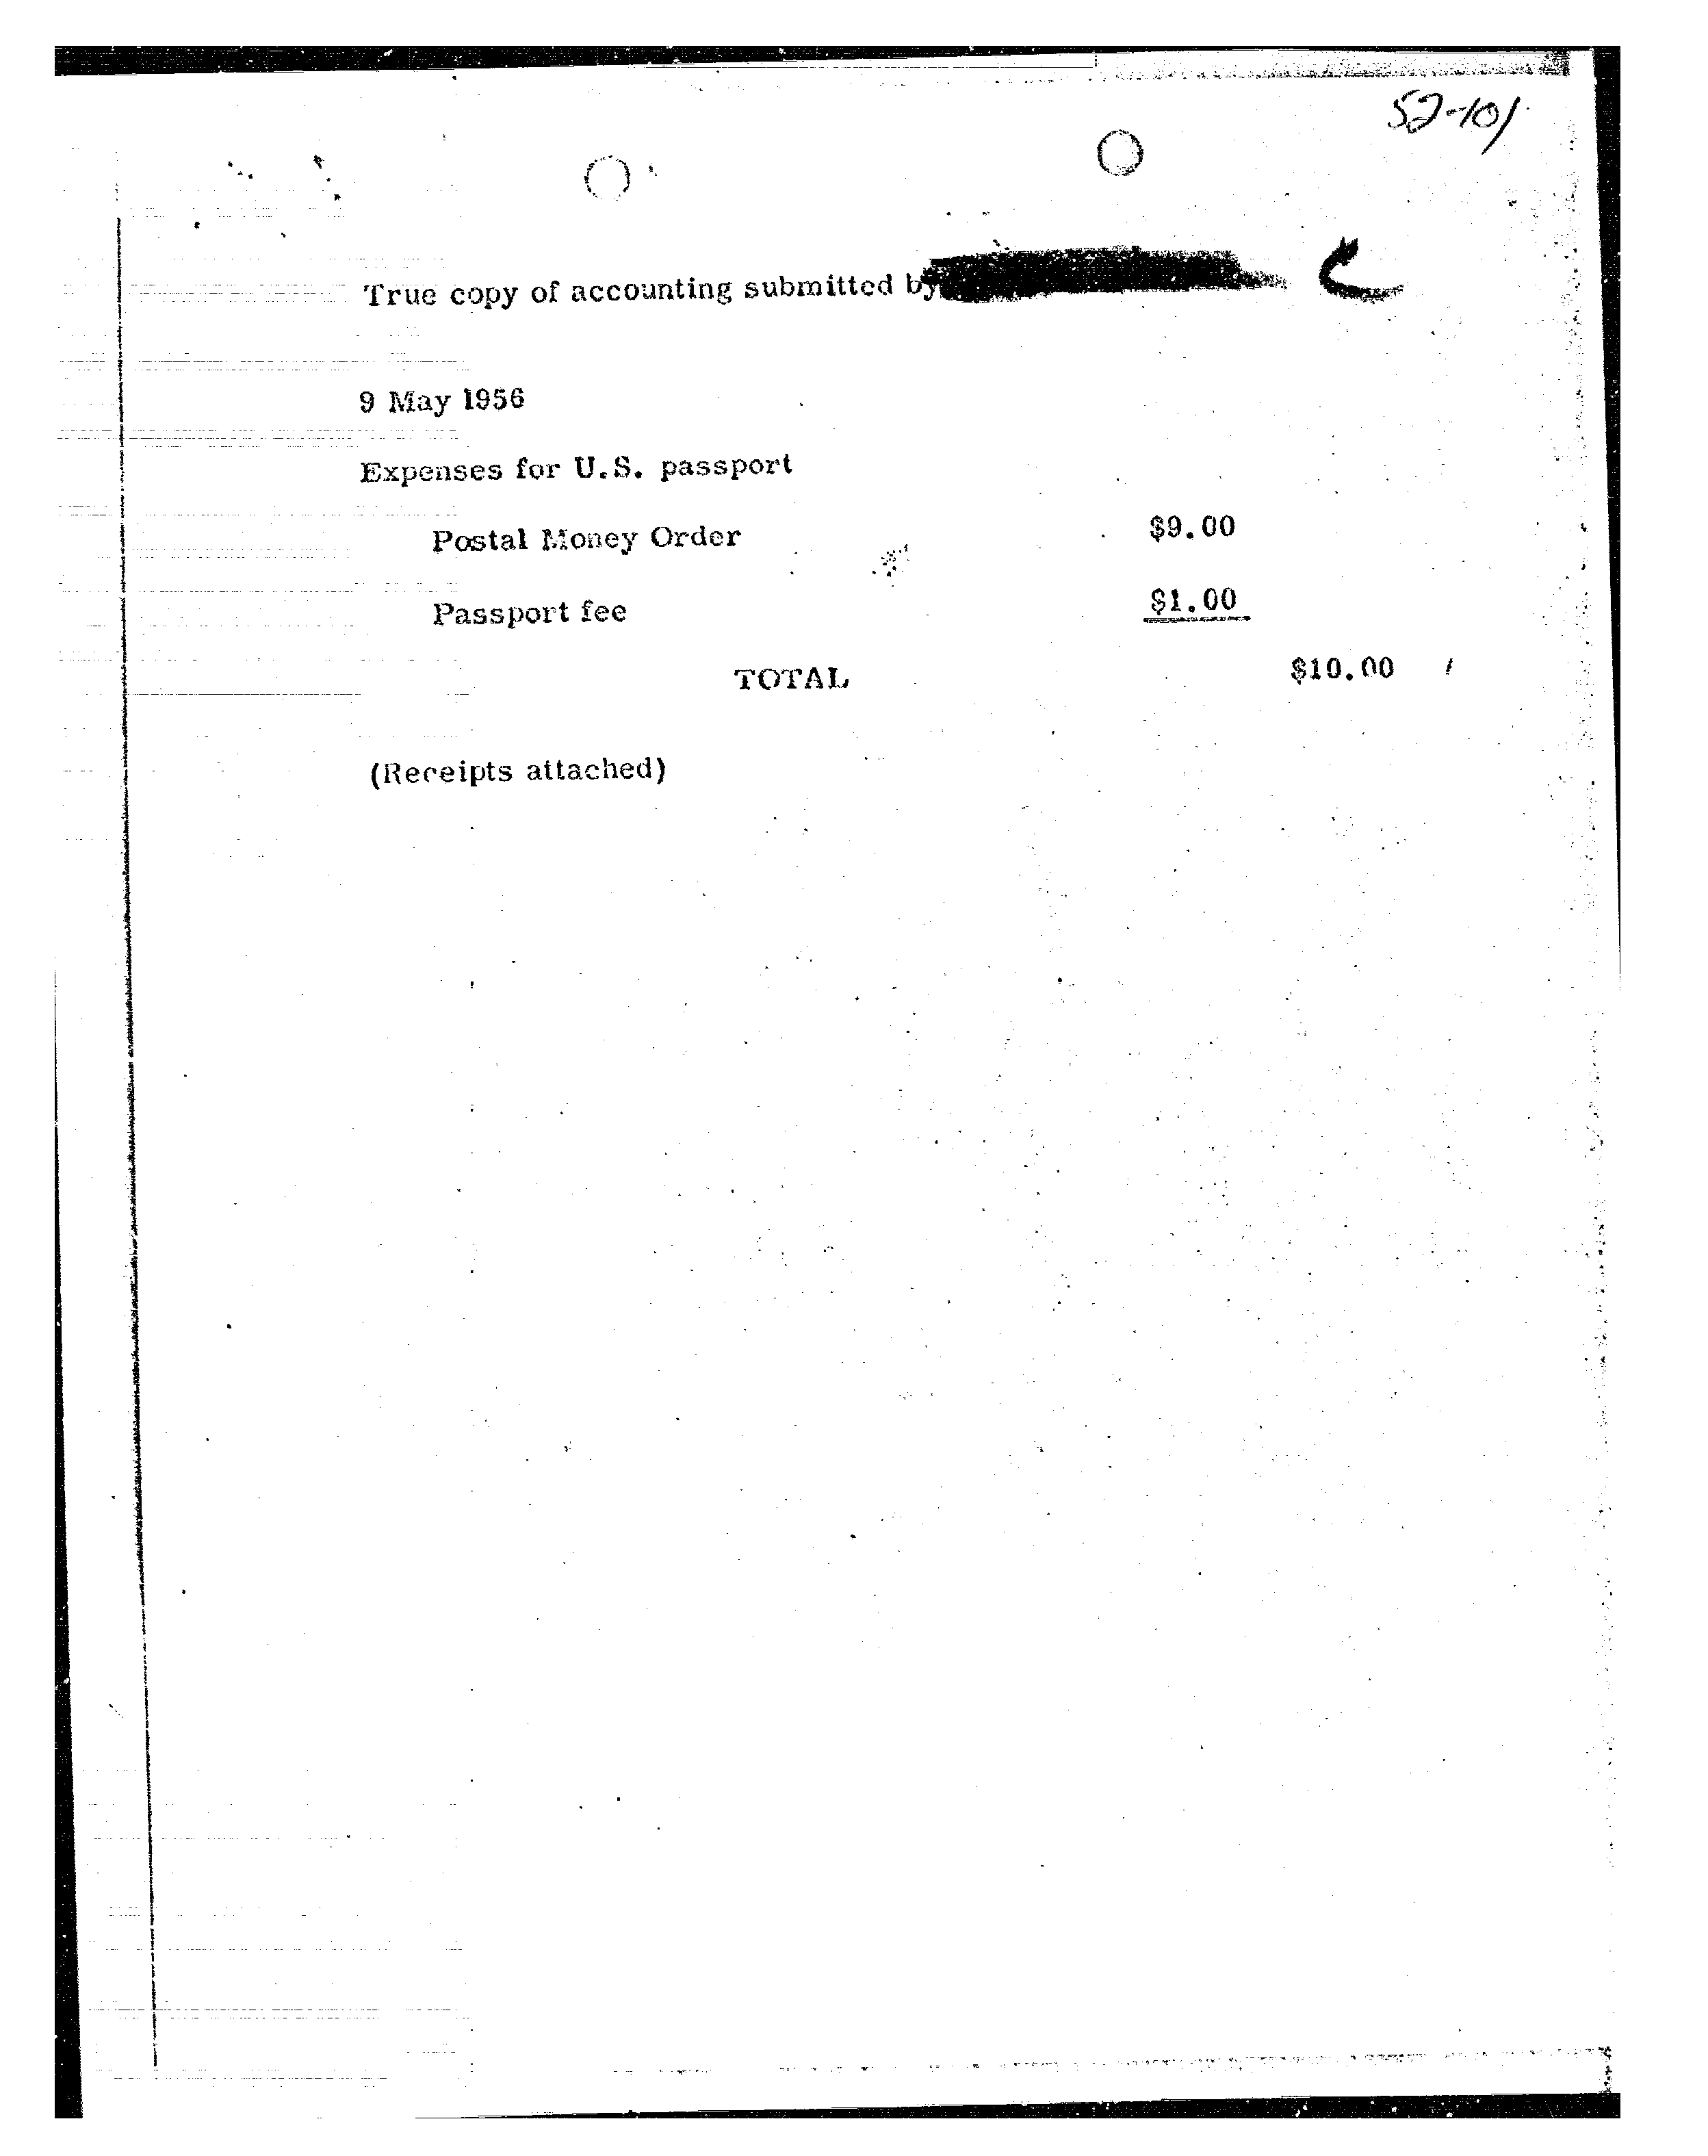 52-101
True copy of accounting submitted by
9 May 1956
Expenses for U.S. passport
Postal Money Order $9.00
Passport fee $1.00
TOTAL $10.00
(Receipts attached)